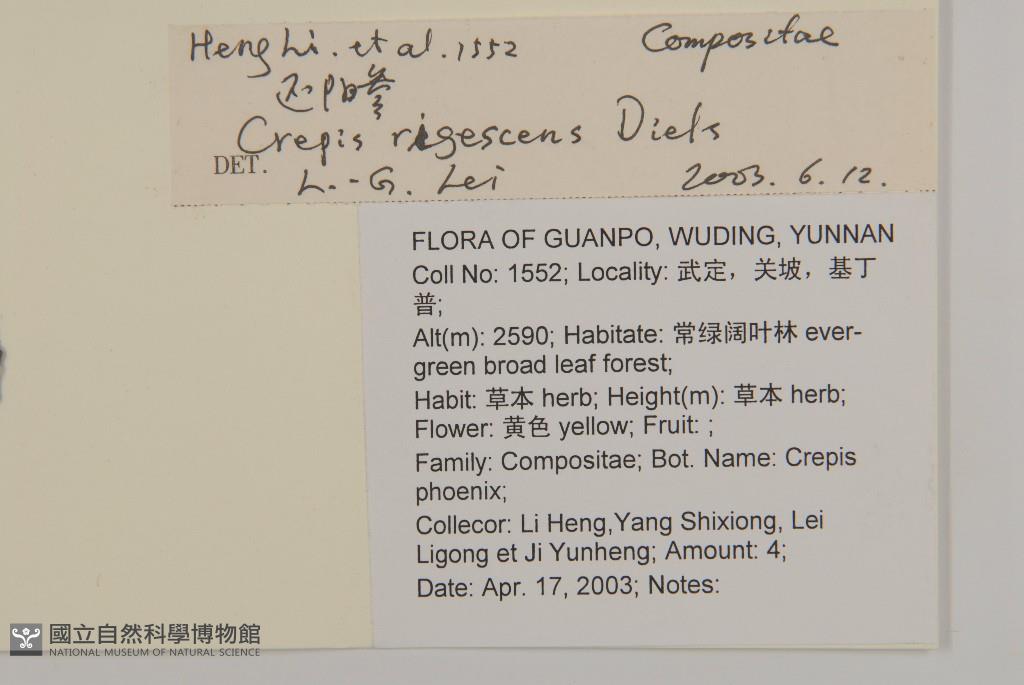 Heng Li. et al. 1552 Compositae
还阳参
Crepis rigescens Diels
DET. L.-G. Lei 2003. 6. 12.
FLORA OF GUANPO, WUDING, YUNNAN
Coll No: 1552; Locality: 武定，关坡，基丁
普;
Alt(m): 2590; Habitate: 常绿阔叶林 ever-
green broad leaf forest;
Habit: 草本 herb; Height(m): 草本 herb;
Flower: 黄色 yellow; Fruit: ;
Family: Compositae; Bot. Name: Crepis
phoenix;
Collecor: Li Heng,Yang Shixiong, Lei
Ligong et Ji Yunheng; Amount: 4;
Date: Apr. 17, 2003; Notes:
國立自然科學博物館
NATIONAL MUSEUM OF NATURAL SCIENCE